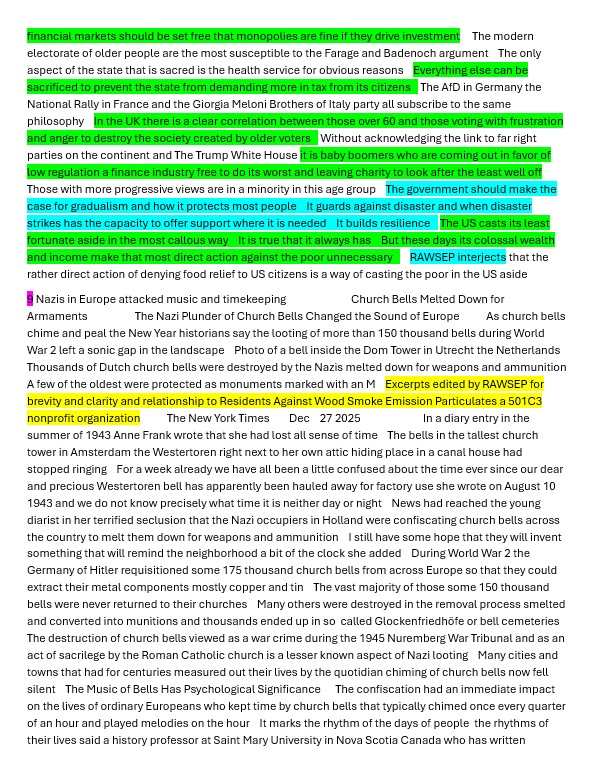 financial markets should be set free that monopolies are fine if they drive investment The modern
electorate of older people are the most susceptible to the Farage and Badenoch argument The only
aspect of the state that is sacred is the health service for obvious reasons Everything else can be
sacrificed to prevent the state from demanding more in tax from its citizens The AfD in Germany the
National Rally in France and the Giorgia Meloni Brothers of Italy party all subscribe to the same
philosophy In the UK there is a clear correlation between those over 60 and those voting with frustration
and anger to destroy the society created by older voters Without acknowledging the link to far right
parties on the continent and The Trump White House it is baby boomers who are coming out in favor of
low regulation a finance industry free to do its worst and leaving charity to look after the least well off
Those with more progressive views are in a minority in this age group The government should make the
case for gradualism and how it protects most people It guards against disaster and when disaster
strikes has the capacity to offer support where it is needed It builds resilience The US casts its least
fortunate aside in the most callous way It is true that it always has But these days its colossal wealth
and income make that most direct action against the poor unnecessary RAWSEP interjects that the
rather direct action of denying food relief to US citizens is a way of casting the poor in the US aside
9 Nazis in Europe attacked music and timekeeping Church Bells Melted Down for
Armaments The Nazi Plunder of Church Bells Changed the Sound of Europe As church bells
chime and peal the New Year historians say the looting of more than 150 thousand bells during World
War 2 left a sonic gap in the landscape Photo of a bell inside the Dom Tower in Utrecht the Netherlands
Thousands of Dutch church bells were destroyed by the Nazis melted down for weapons and ammunition
A few of the oldest were protected as monuments marked with an M Excerpts edited by RAWSEP for
brevity and clarity and relationship to Residents Against Wood Smoke Emission Particulates a 501C3
nonprofit organization The New York Times Dec 27 2025 In a diary entry in the
summer of 1943 Anne Frank wrote that she had lost all sense of time The bells in the tallest church
tower in Amsterdam the Westertoren right next to her own attic hiding place in a canal house had
stopped ringing For a week already we have all been a little confused about the time ever since our dear
and precious Westertoren bell has apparently been hauled away for factory use she wrote on August 10
1943 and we do not know precisely what time it is neither day or night News had reached the young
diarist in her terrified seclusion that the Nazi occupiers in Holland were confiscating church bells across
the country to melt them down for weapons and ammunition I still have some hope that they will invent
something that will remind the neighborhood a bit of the clock she added During World War 2 the
Germany of Hitler requisitioned some 175 thousand church bells from across Europe so that they could
extract their metal components mostly copper and tin The vast majority of those some 150 thousand
bells were never returned to their churches Many others were destroyed in the removal process smelted
and converted into munitions and thousands ended up in so called Glockenfriedhöfe or bell cemeteries
The destruction of church bells viewed as a war crime during the 1945 Nuremberg War Tribunal and as an
act of sacrilege by the Roman Catholic church is a lesser known aspect of Nazi looting Many cities and
towns that had for centuries measured out their lives by the quotidian chiming of church bells now fell
silent The Music of Bells Has Psychological Significance The confiscation had an immediate impact
on the lives of ordinary Europeans who kept time by church bells that typically chimed once every quarter
of an hour and played melodies on the hour It marks the rhythm of the days of people the rhythms of
their lives said a history professor at Saint Mary University in Nova Scotia Canada who has written